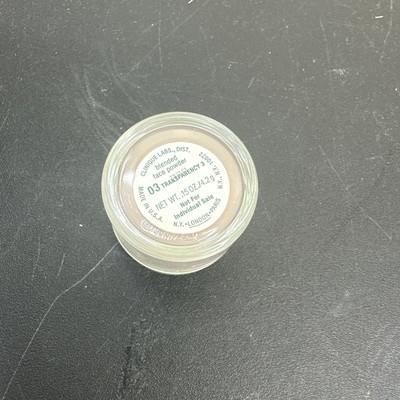 CLINIQUE LABS., DIST.
N.Y., N.Y. 10022
blended
face powder
03 TRANSPARENCY 3
NET WT. .15 OZ./4.2 g
Not For
Individual Sale
N.Y.•LONDON•PARIS
MADE IN U.S.A.